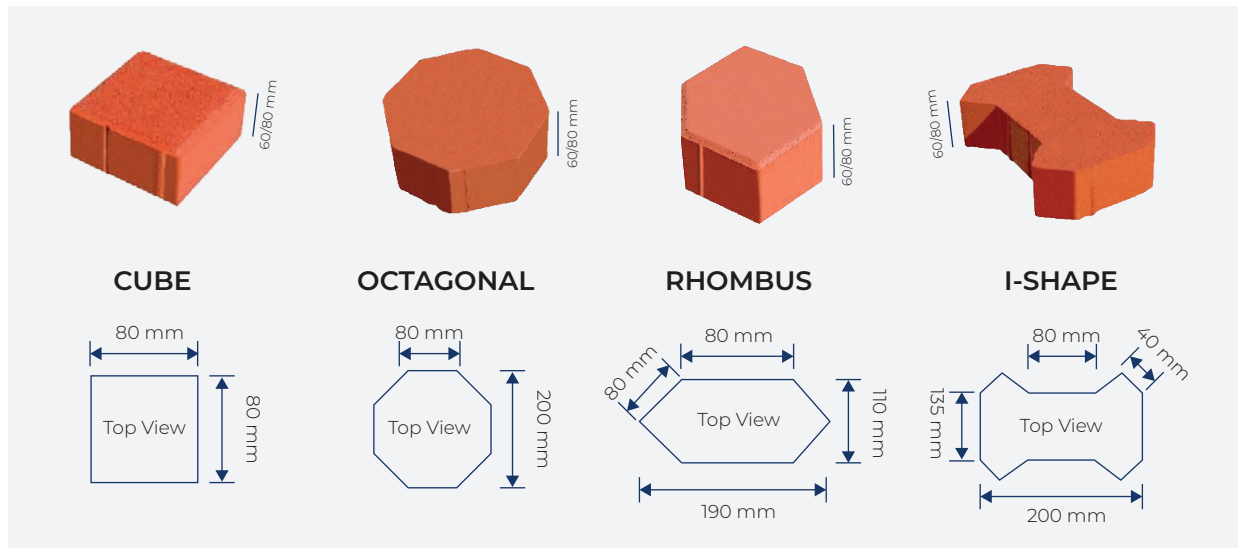 60/80 mm
60/80 mm
60/80 mm
60/80 mm
CUBE
OCTAGONAL
RHOMBUS
I-SHAPE
80 mm
80 mm
Top View
80 mm
200 mm
Top View
80 mm
80 mm
110 mm
Top View
190 mm
80 mm
40 mm
135 mm
Top View
200 mm